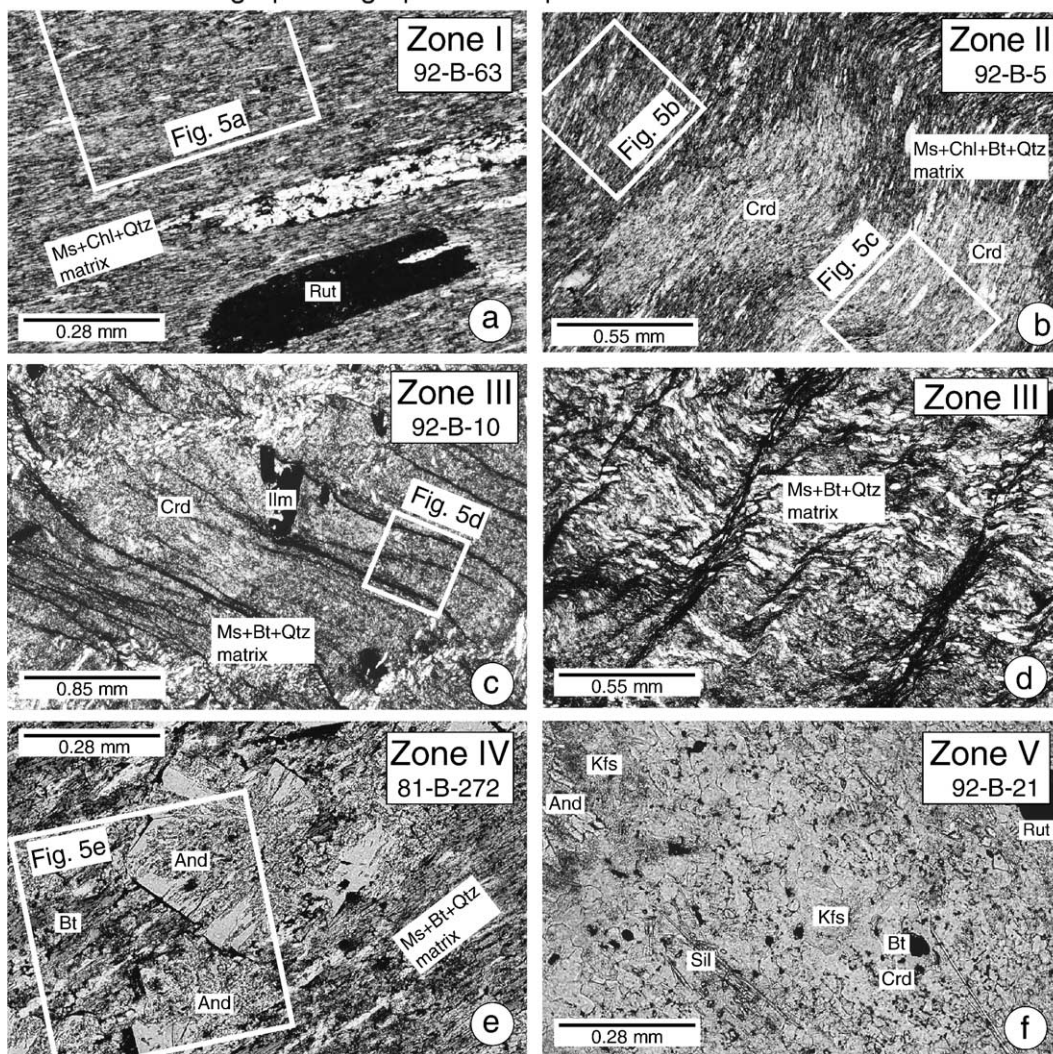 Zone I
92-B-63
Fig. 5a
Ms+Chl+Qtz
matrix
Rut
0.28 mm
a
Zone II
92-B-5
Fig. 5b
Ms+Chl+Bt+Qtz
matrix
Crd
Fig. 5c
Crd
0.55 mm
b
Zone III
92-B-10
Ilm
Crd
Fig. 5d
Ms+Bt+Qtz
matrix
0.85 mm
c
Zone III
Ms+Bt+Qtz
matrix
0.55 mm
d
0.28 mm
Zone IV
81-B-272
Fig. 5e
And
Bt
Ms+Bt+Qtz
matrix
And
e
Zone V
92-B-21
Kfs
And
Rut
Kfs
Bt
Sil
Crd
0.28 mm
f